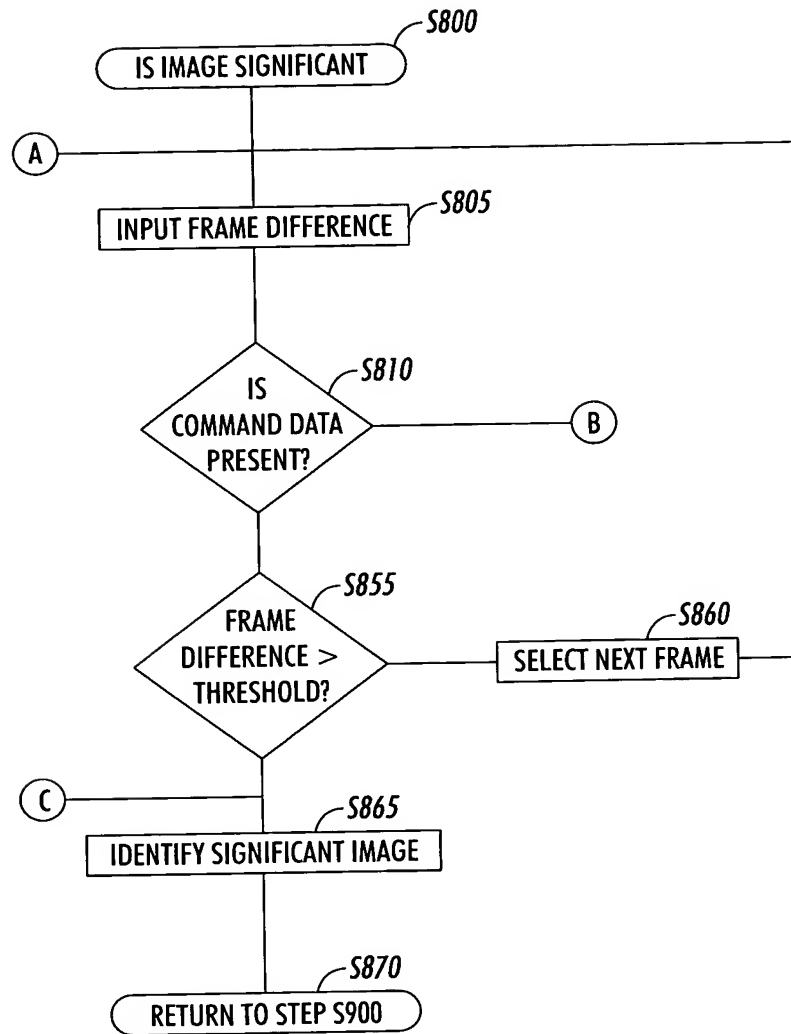 S800
IS IMAGE SIGNIFICANT
A
S805
INPUT FRAME DIFFERENCE
S810
IS
COMMAND DATA
PRESENT?
B
S855
FRAME
DIFFERENCE >
THRESHOLD?
S860
SELECT NEXT FRAME
C
S865
IDENTIFY SIGNIFICANT IMAGE
S870
RETURN TO STEP S900